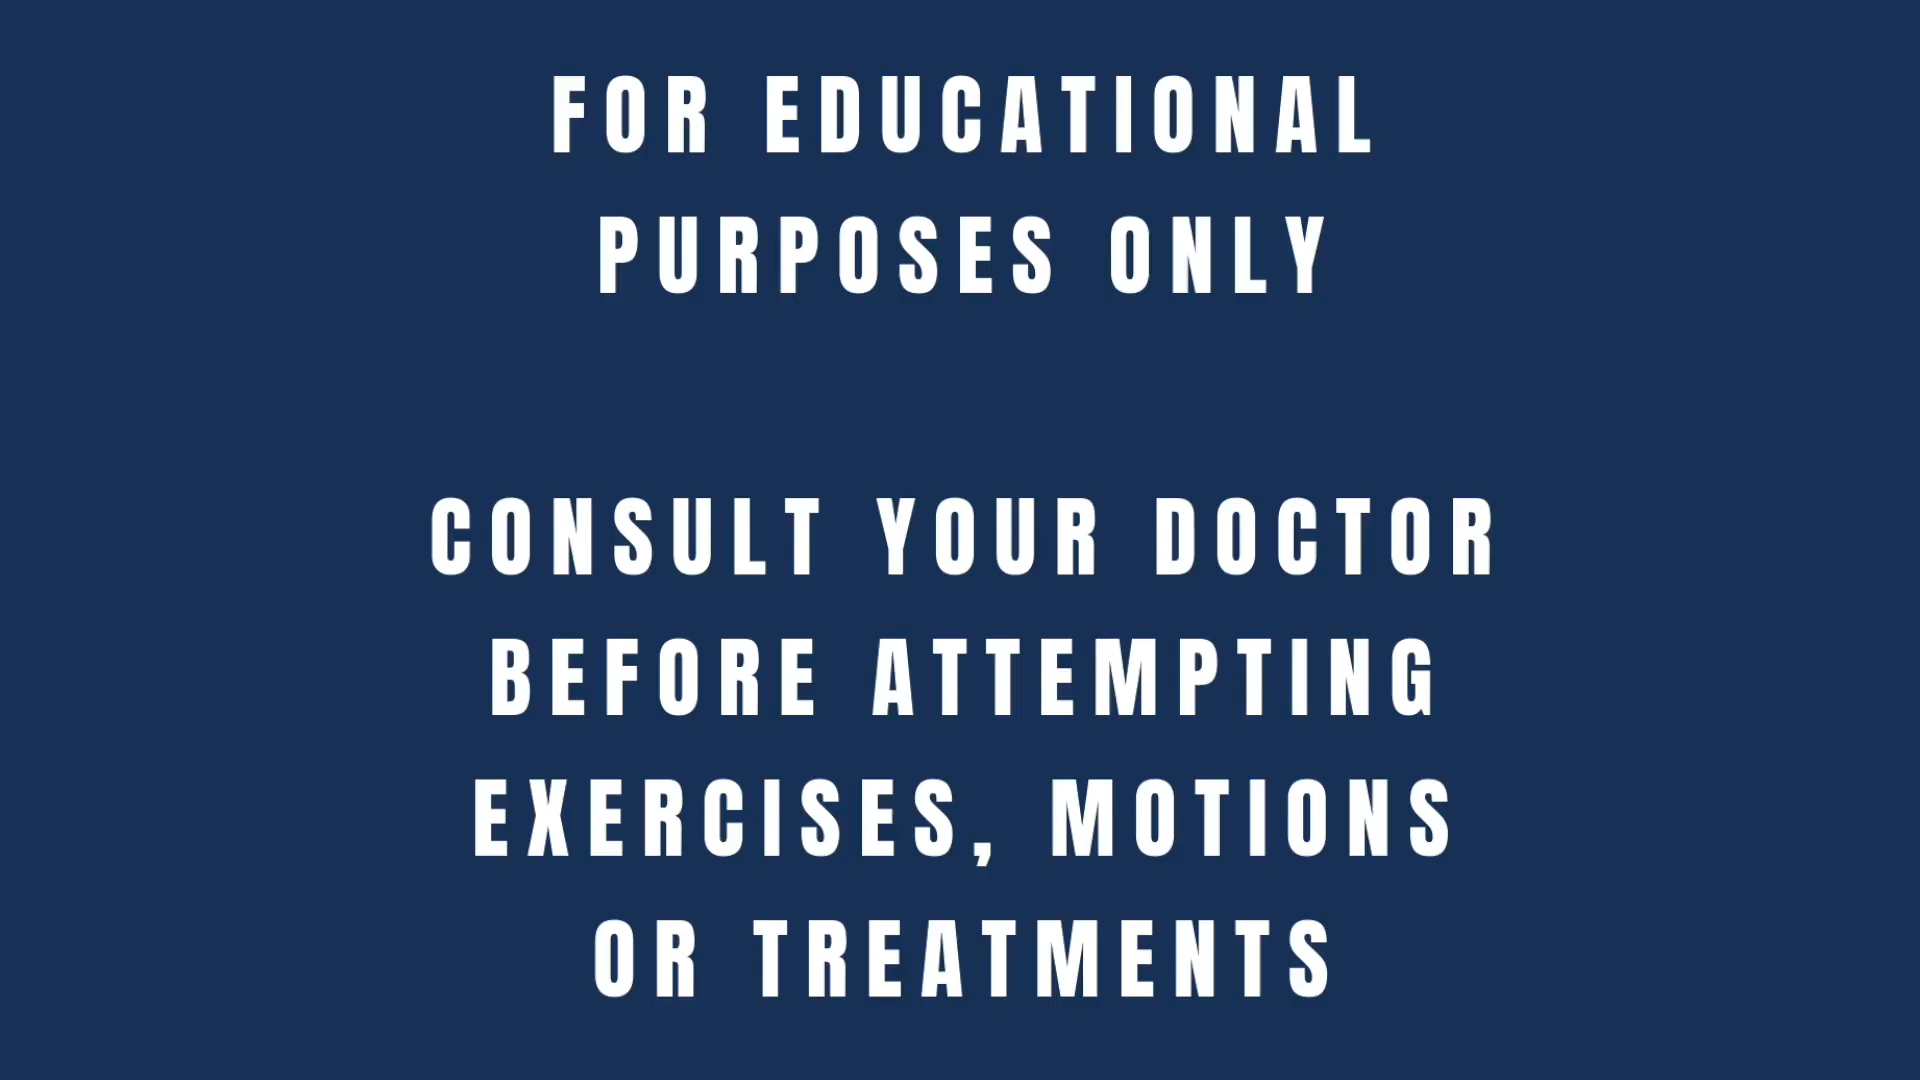 FOR EDUCATIONAL
PURPOSES ONLY
CONSULT YOUR DOCTOR
BEFORE ATTEMPTING
EXERCISES, MOTIONS
OR TREATMENTS